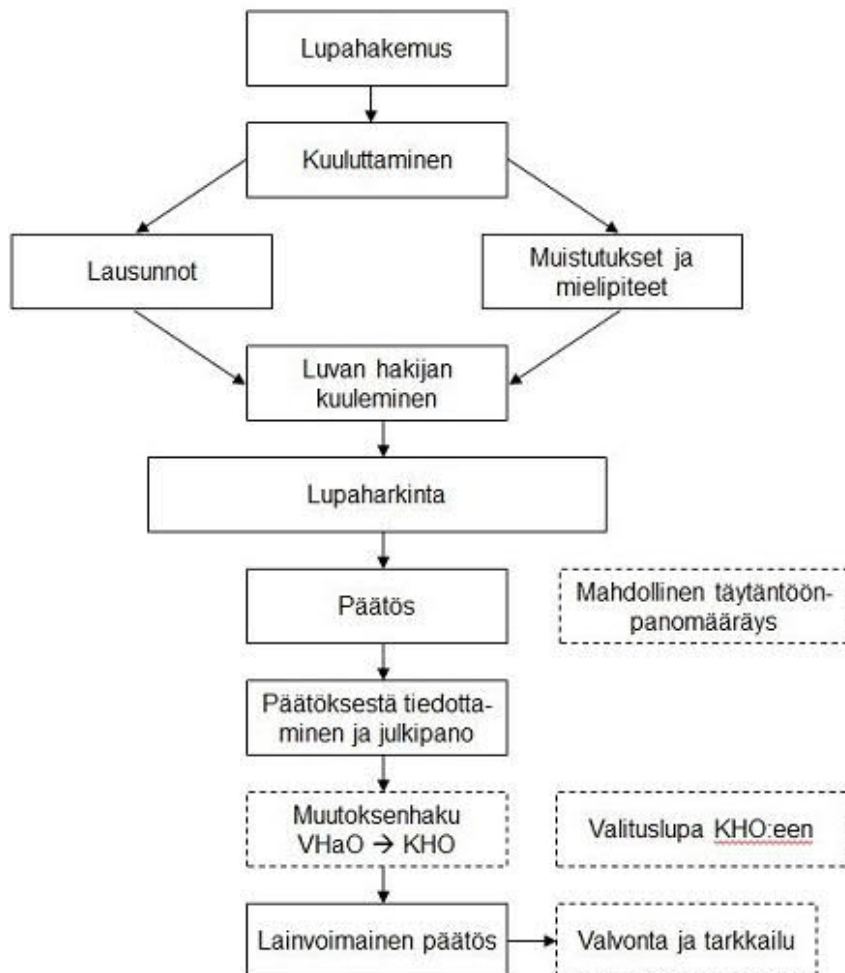 Lupahakemus
Kuuluttaminen
Lausunnot
Muistutukset ja
mielipiteet
Luvan hakijan
kuuleminen
Lupaharkinta
Päätös
Mahdollinen täytäntöön-
panomääräys
Päätöksestä tiedotta-
minen ja julkipano
Muutoksenhaku
VHaO → KHO
Valituslupa KHO:een
Lainvoimainen päätös
Valvonta ja tarkkailu